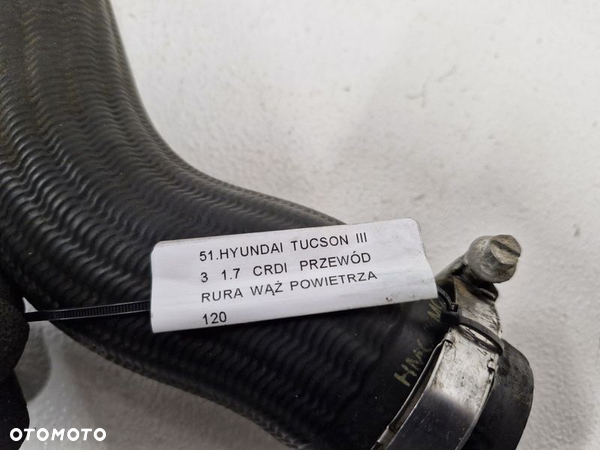 51.HYUNDAI TUCSON III
3 1.7 CRDI PRZEWÓD
RURA WĄŻ POWIETRZA
120
OTOMOTO